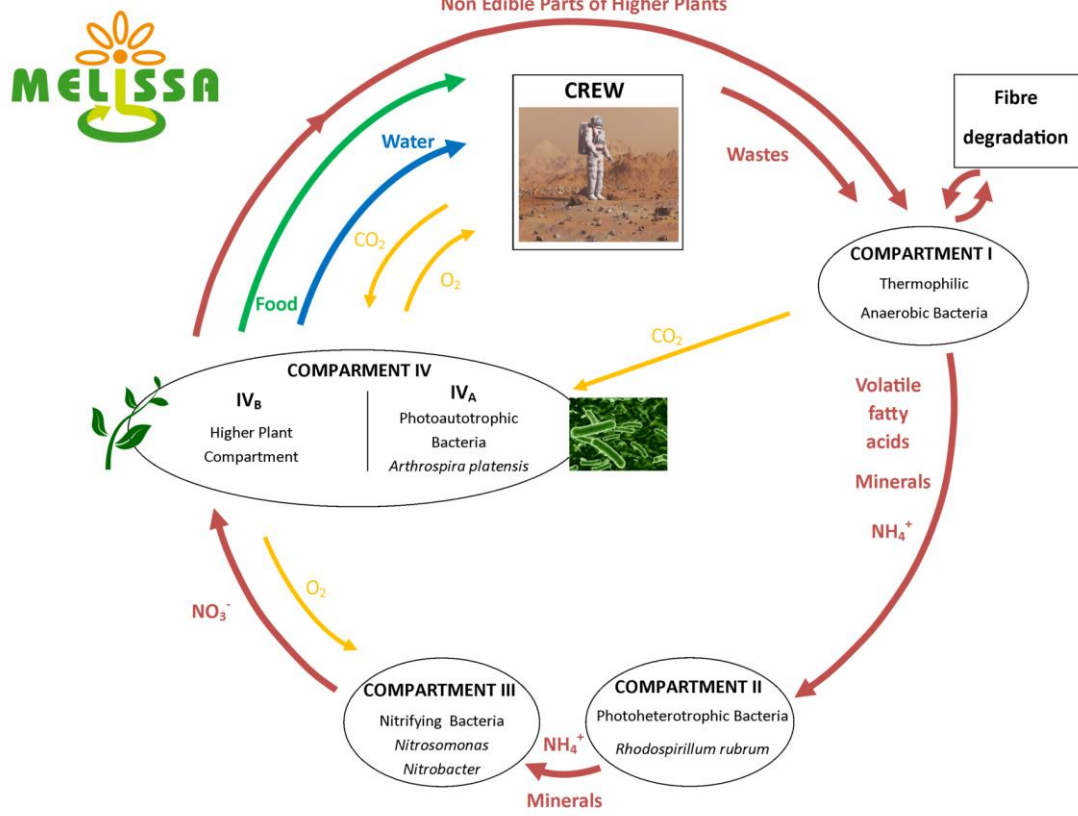 Non Edible Parts of Higher Plants
MELISSA
CREW
Fibre
degradation
Water
Wastes
CO₂
O₂
Food
COMPARTMENT I
Thermophilic
Anaerobic Bacteria
CO₂
COMPARMENT IV
IV_B
Higher Plant
Compartment
IV_A
Photoautotrophic
Bacteria
Arthrospira platensis
Volatile
fatty
acids
Minerals
NH₄⁺
O₂
NO₃⁻
COMPARTMENT III
Nitrifying Bacteria
Nitrosomonas
Nitrobacter
COMPARTMENT II
Photoheterotrophic Bacteria
Rhodospirillum rubrum
NH₄⁺
Minerals